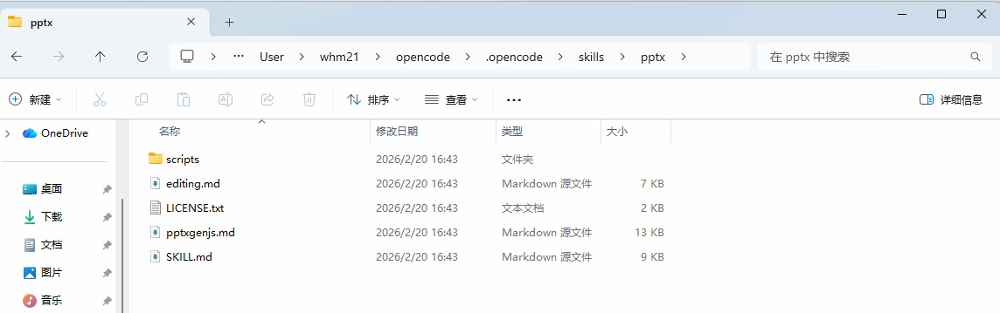 pptx
User whm21 opencode .opencode skills pptx 在 pptx 中搜索
新建 排序 查看 详细信息
OneDrive
桌面
下载
文档
图片
音乐
名称 修改日期 类型 大小
scripts 2026/2/20 16:43 文件夹
editing.md 2026/2/20 16:43 Markdown 源文件 7 KB
LICENSE.txt 2026/2/20 16:43 文本文档 2 KB
pptxgenjs.md 2026/2/20 16:43 Markdown 源文件 13 KB
SKILL.md 2026/2/20 16:43 Markdown 源文件 9 KB